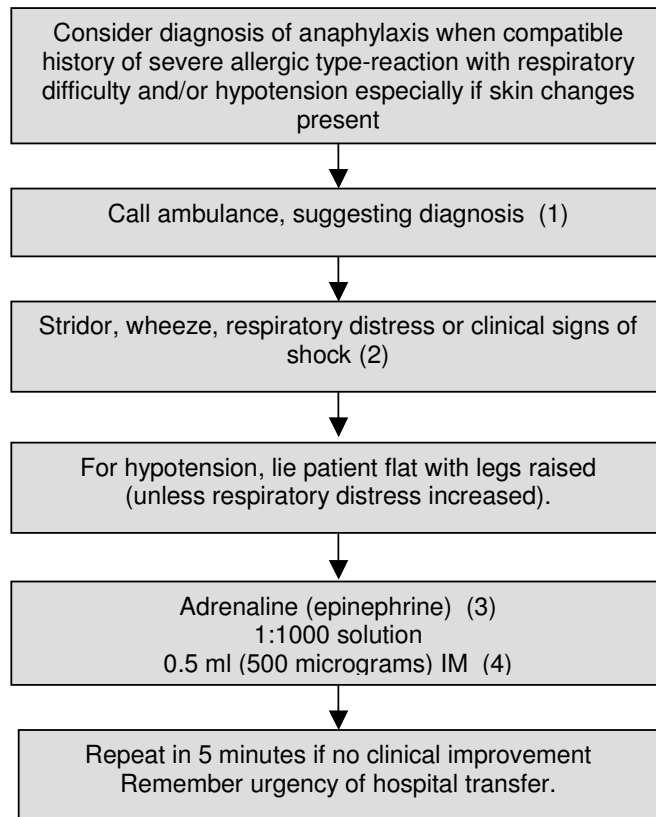 Consider diagnosis of anaphylaxis when compatible
history of severe allergic type-reaction with respiratory
difficulty and/or hypotension especially if skin changes
present
Call ambulance, suggesting diagnosis (1)
Stridor, wheeze, respiratory distress or clinical signs of
shock (2)
For hypotension, lie patient flat with legs raised
(unless respiratory distress increased).
Adrenaline (epinephrine) (3)
1:1000 solution
0.5 ml (500 micrograms) IM (4)
Repeat in 5 minutes if no clinical improvement
Remember urgency of hospital transfer.